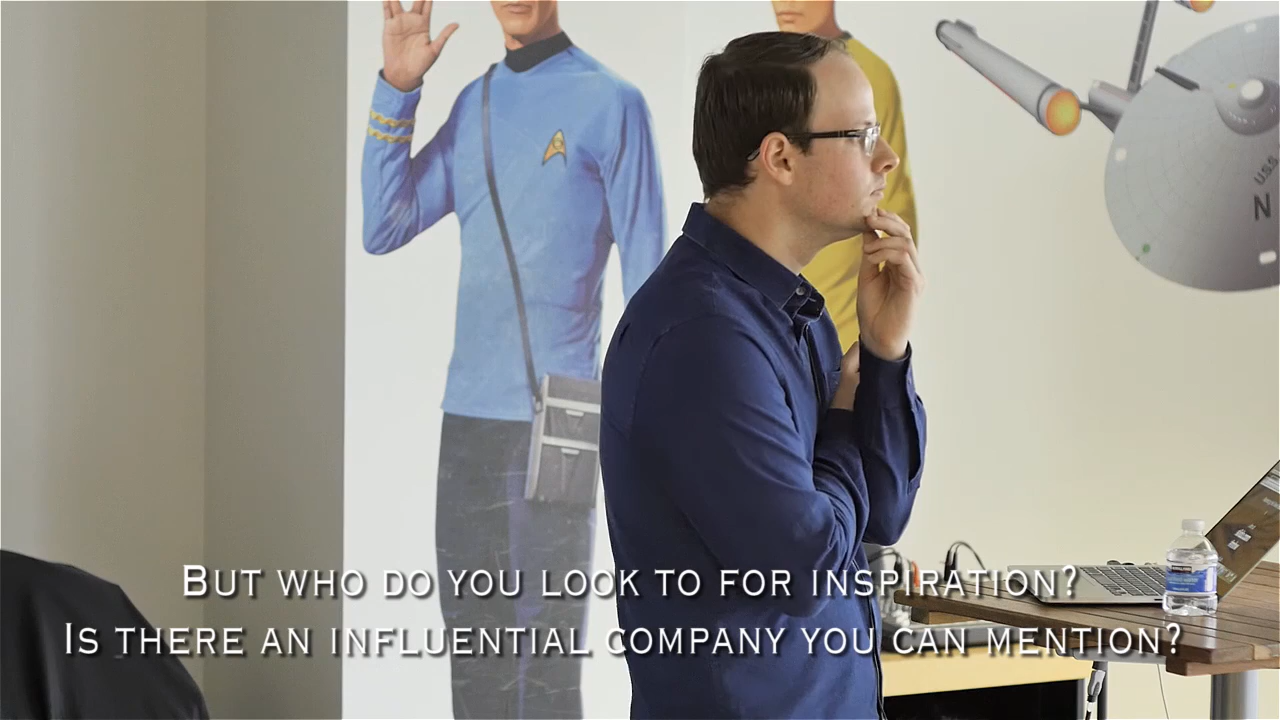 U.S.S.
N
BUT WHO DO YOU LOOK TO FOR INSPIRATION?
IS THERE AN INFLUENTIAL COMPANY YOU CAN MENTION?